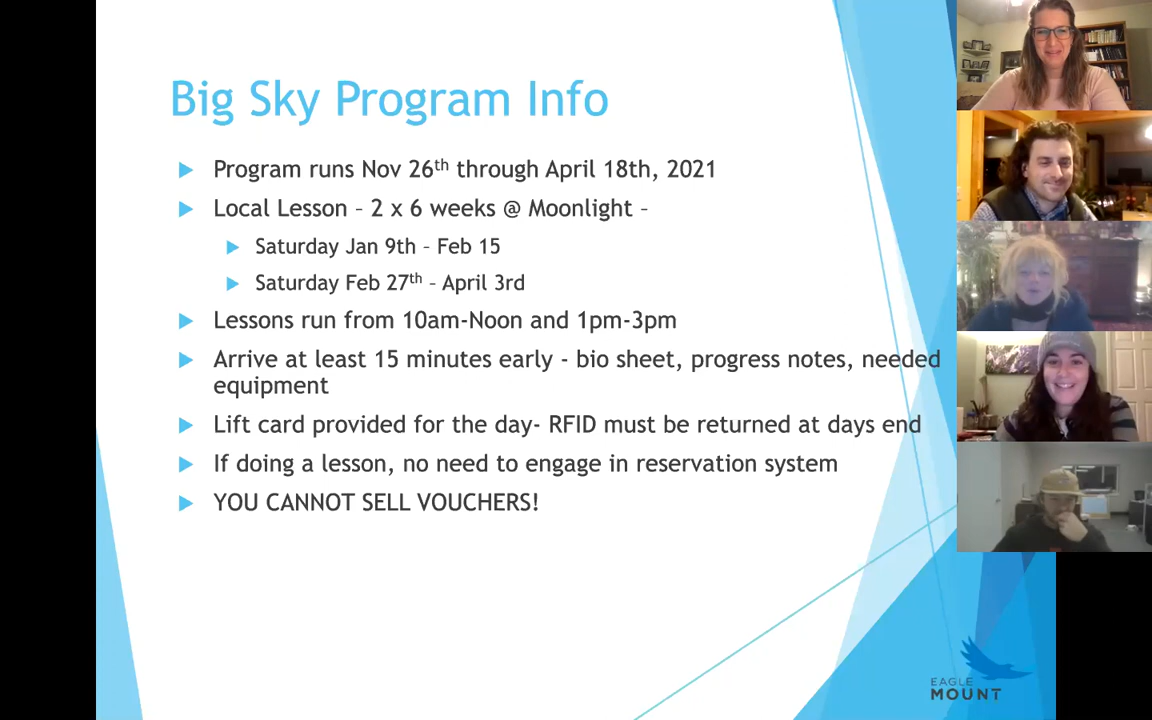 Big Sky Program Info
Program runs Nov 26th through April 18th, 2021
Local Lesson – 2 x 6 weeks @ Moonlight –
Saturday Jan 9th – Feb 15
Saturday Feb 27th – April 3rd
Lessons run from 10am-Noon and 1pm-3pm
Arrive at least 15 minutes early - bio sheet, progress notes, needed
equipment
Lift card provided for the day- RFID must be returned at days end
If doing a lesson, no need to engage in reservation system
YOU CANNOT SELL VOUCHERS!
EAGLE
MOUNT